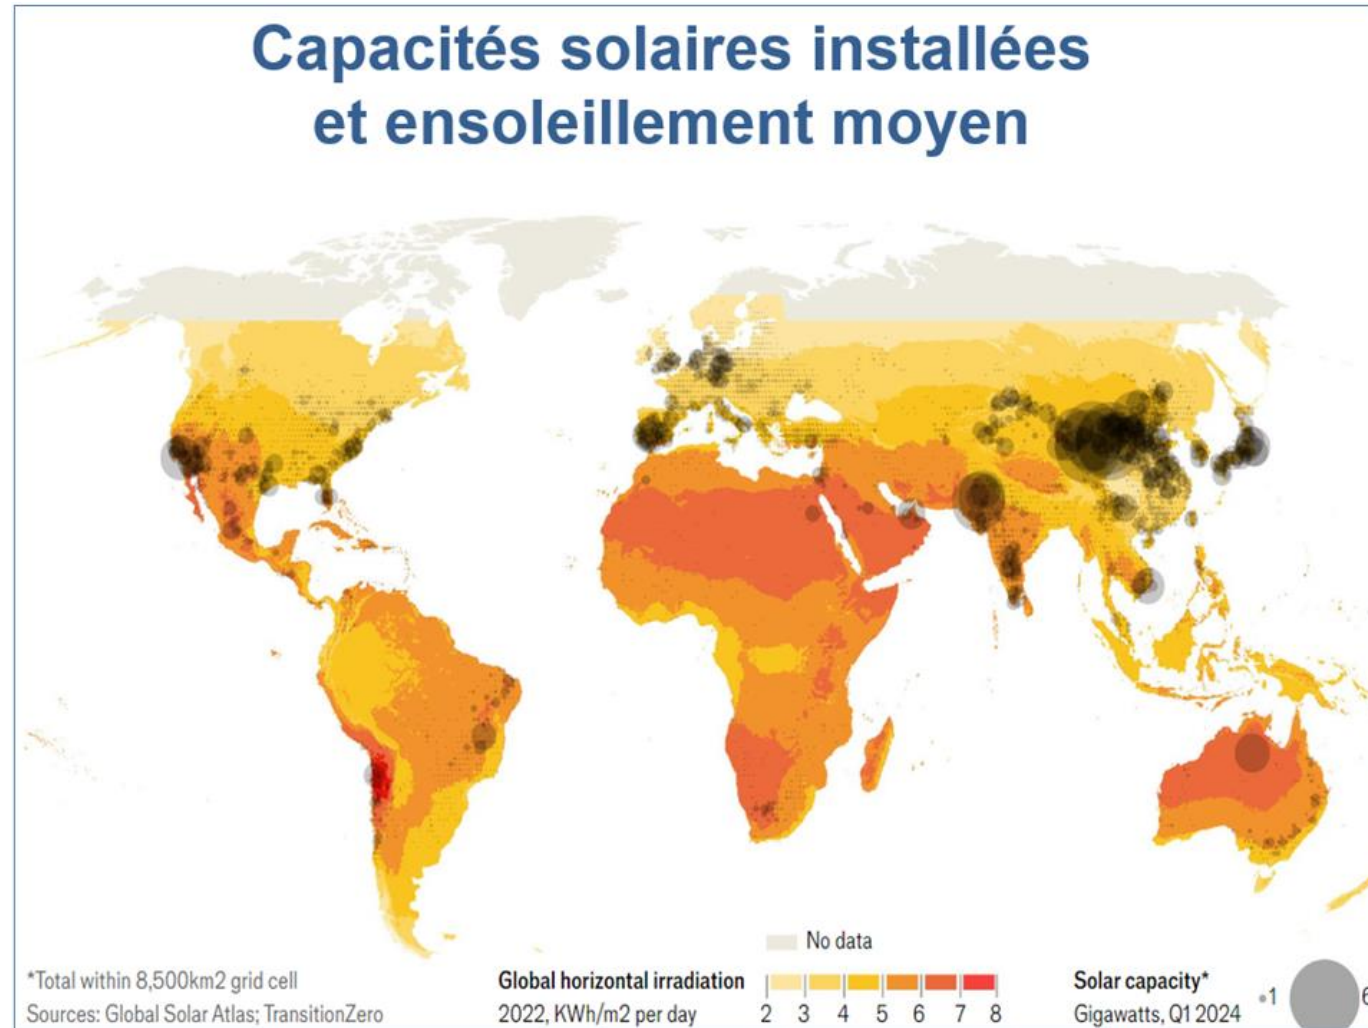 Capacités solaires installées
et ensoleillement moyen
No data
*Total within 8,500km2 grid cell
Sources: Global Solar Atlas; TransitionZero
Global horizontal irradiation
2022, KWh/m2 per day
2 3 4 5 6 7 8
Solar capacity*
Gigawatts, Q1 2024
1 6